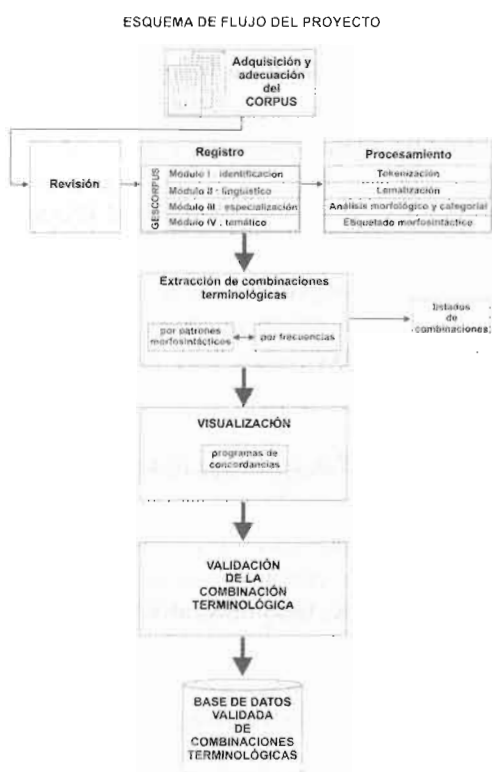 ESQUEMA DE FLUJO DEL PROYECTO
Adquisición y
adecuación
del
CORPUS
Revisión
GESCORPUS
Registro
Módulo I : identificación
Módulo II : lingüístico
Módulo III : especialización
Módulo IV : temático
Procesamiento
Tokenización
Lematización
Análisis morfológico y categorial
Etiquetado morfosintáctico
Extracción de combinaciones
terminológicas
por patrones
morfosintácticos
por frecuencias
listados
de
combinaciones
VISUALIZACIÓN
programas de
concordancias
VALIDACIÓN
DE LA
COMBINACIÓN
TERMINOLÓGICA
BASE DE DATOS
VALIDADA
DE
COMBINACIONES
TERMINOLÓGICAS